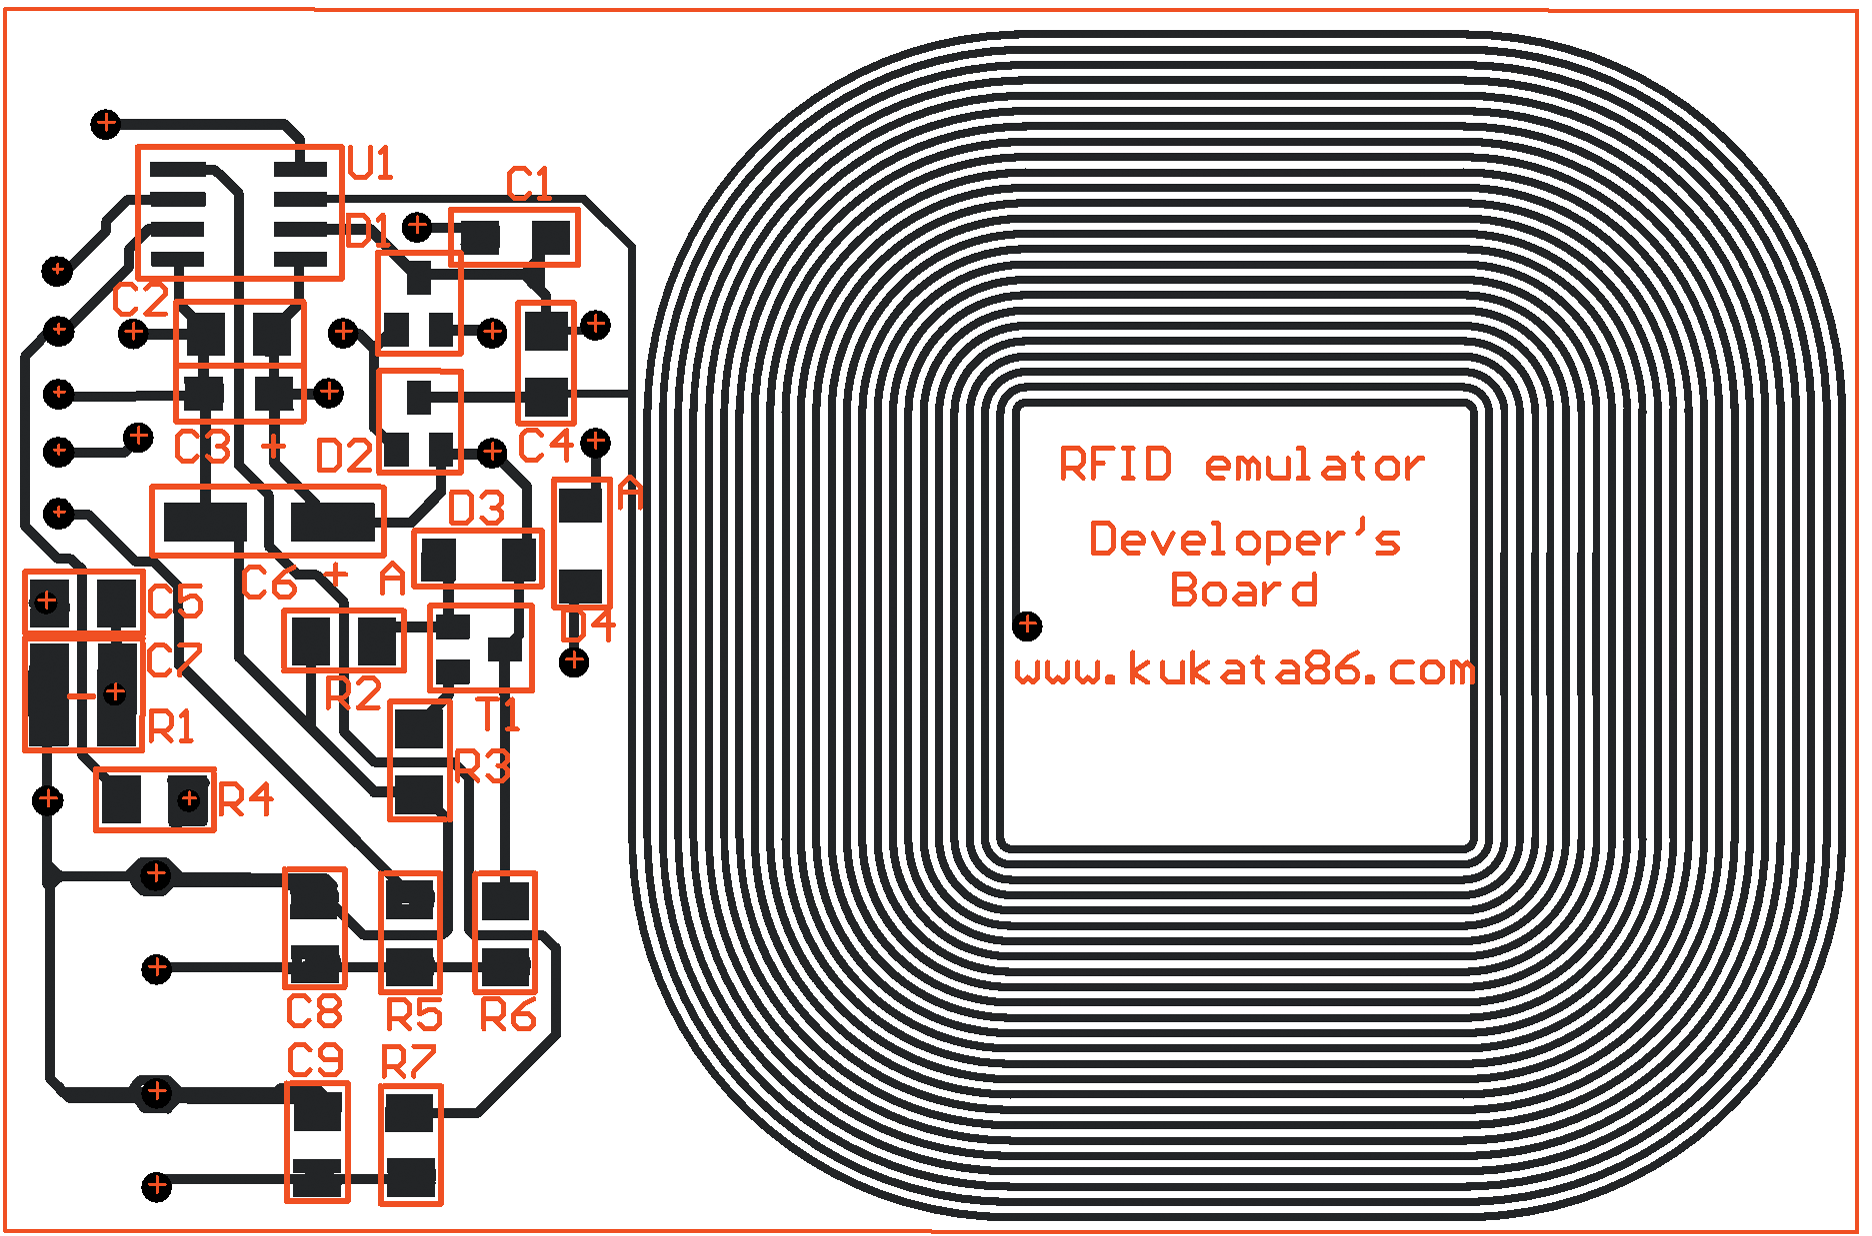 U1
C1
D1
C2
C3 +
D2
C4
A
D3
C6 + A
C5
D4
C7
R2
R1
T1
R3
R4
C8
R5
R6
C9
R7
RFID emulator
Developer's
Board
www.kukata86.com